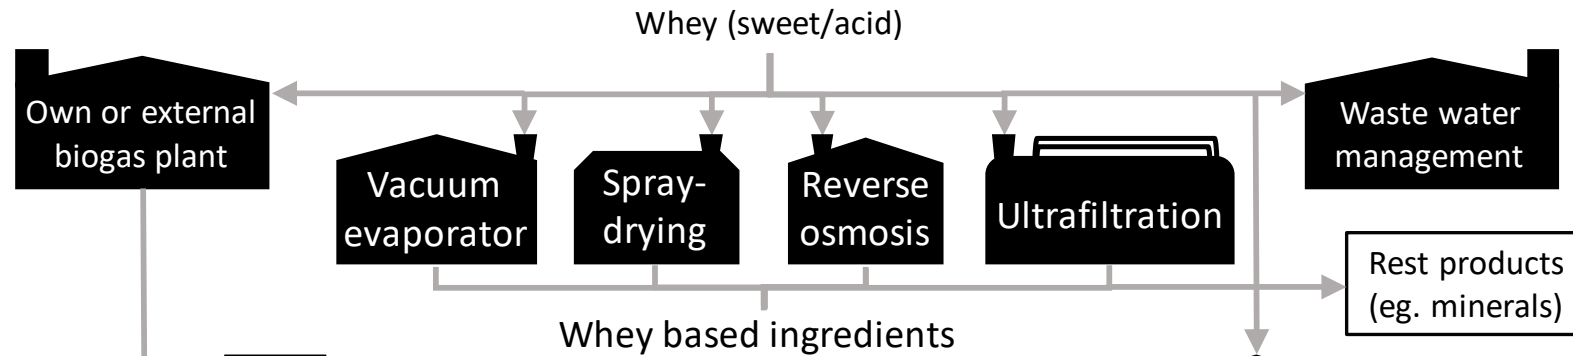 Whey (sweet/acid)
Own or external
biogas plant
Waste water
management
Vacuum
evaporator
Spray-
drying
Reverse
osmosis
Ultrafiltration
Rest products
(eg. minerals)
Whey based ingredients